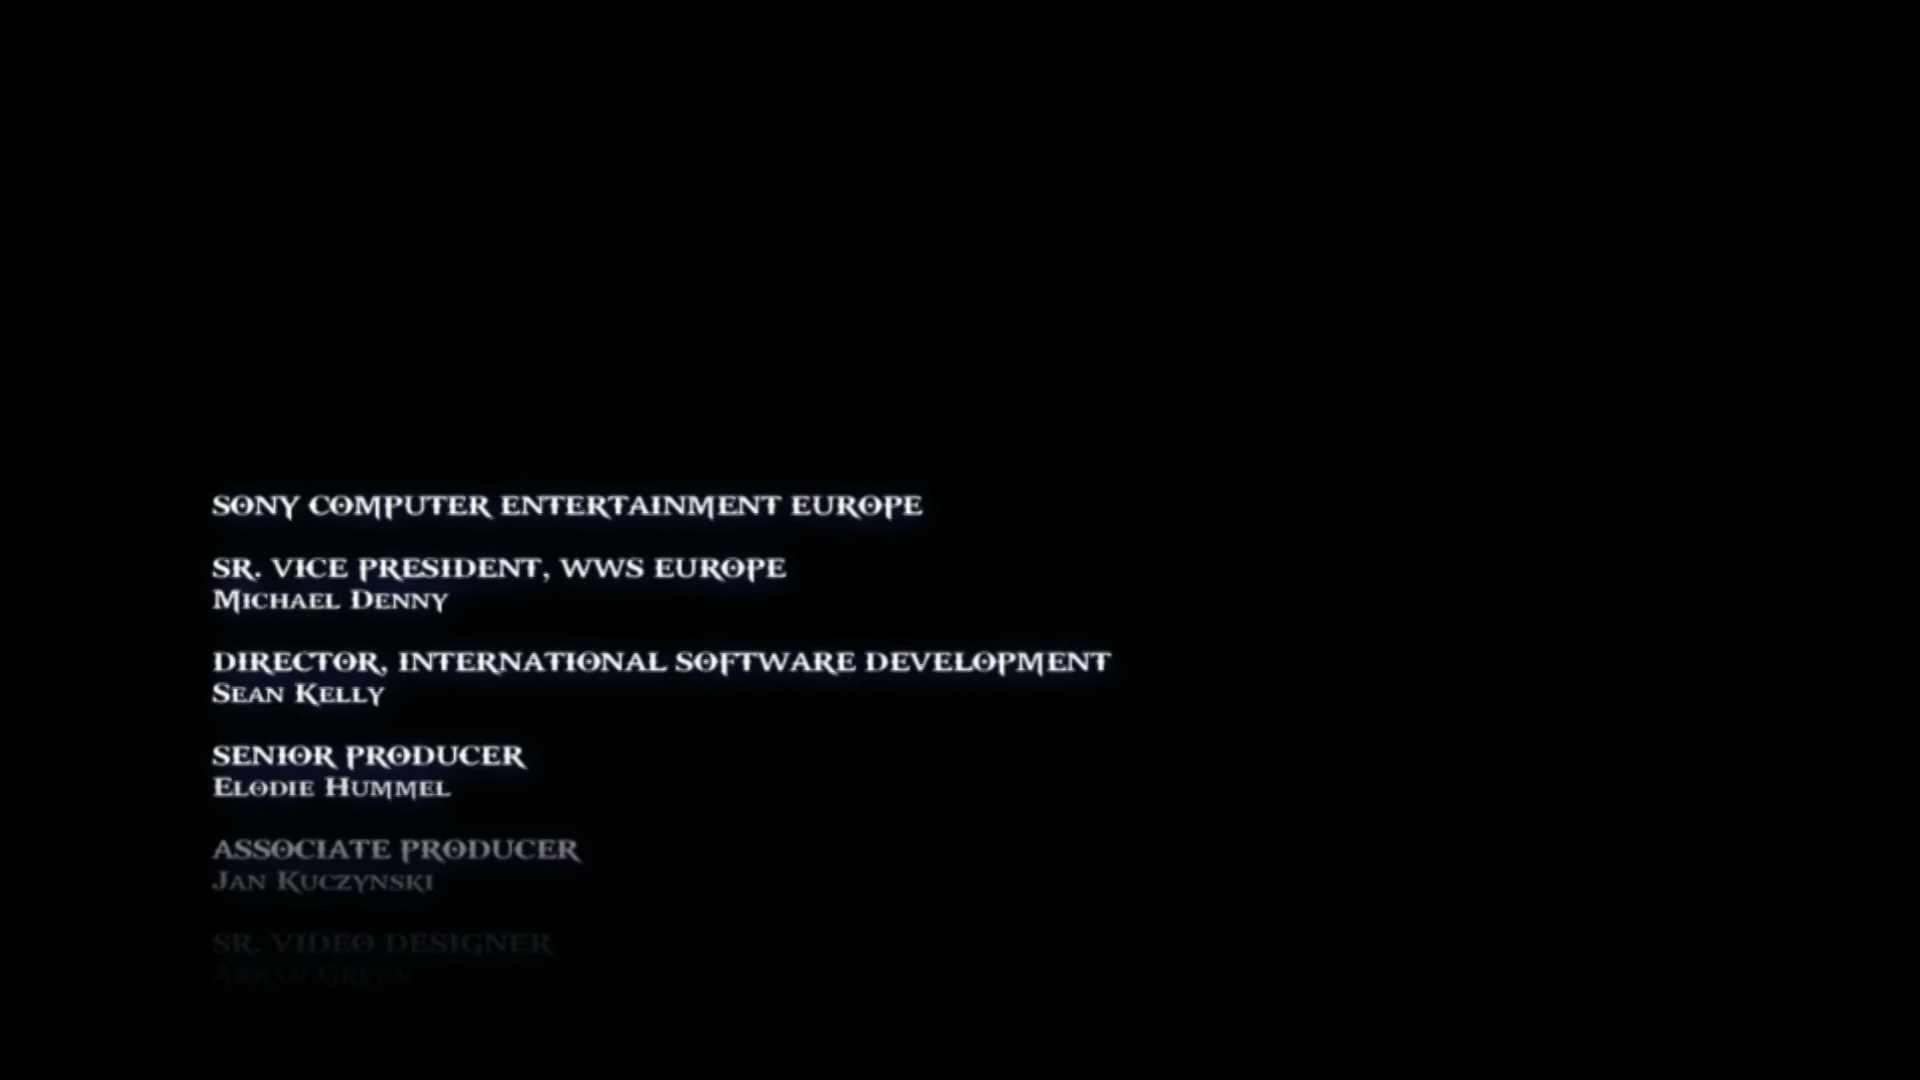 SONY COMPUTER ENTERTAINMENT EUROPE
SR. VICE PRESIDENT, WWS EUROPE
MICHAEL DENNY
DIRECTOR, INTERNATIONAL SOFTWARE DEVELOPMENT
SEAN KELLY
SENIOR PRODUCER
ELODIE HUMMEL
ASSOCIATE PRODUCER
JAN KUCZYNSKI
SR. VIDEO DESIGNER
GREEN